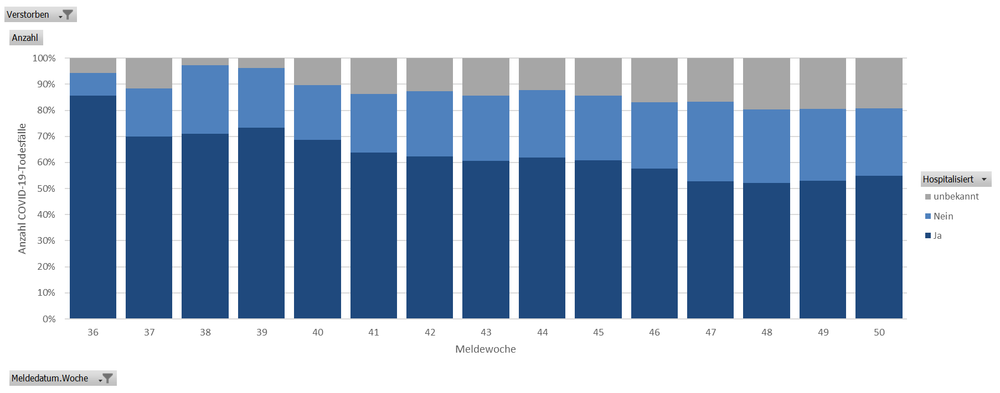 Verstorben
Anzahl
100%
90%
80%
70%
60%
50%
40%
30%
20%
10%
0%
Anzahl COVID-19-Todesfälle
36 37 38 39 40 41 42 43 44 45 46 47 48 49 50
Meldewoche
Hospitalisiert
unbekannt
Nein
Ja
Meldedatum.Woche